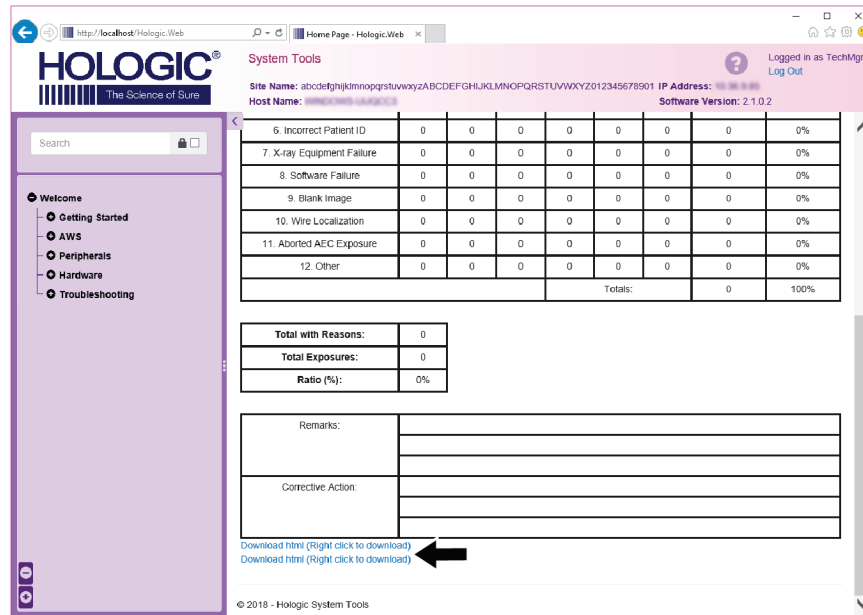 http://localhost/Hologic.Web
Home Page - Hologic.Web
HOLOGIC®
The Science of Sure
System Tools
Logged in as TechMgr
Log Out
Site Name: abcdefghijklmnopqrstuvwxyzABCDEFGHIJKLMNOPQRSTUVWXYZ012345678901 IP Address:
Host Name:
Software Version: 2.1.0.2
Search
Welcome
Getting Started
AWS
Peripherals
Hardware
Troubleshooting
6. Incorrect Patient ID 0 0 0 0 0 0 0 0%
7. X-ray Equipment Failure 0 0 0 0 0 0 0 0%
8. Software Failure 0 0 0 0 0 0 0 0%
9. Blank Image 0 0 0 0 0 0 0 0%
10. Wire Localization 0 0 0 0 0 0 0 0%
11. Aborted AEC Exposure 0 0 0 0 0 0 0 0%
12. Other 0 0 0 0 0 0 0 0%
Totals: 0 100%
Total with Reasons: 0
Total Exposures: 0
Ratio (%): 0%
Remarks:
Corrective Action:
Download html (Right click to download)
Download html (Right click to download)
© 2018 - Hologic System Tools